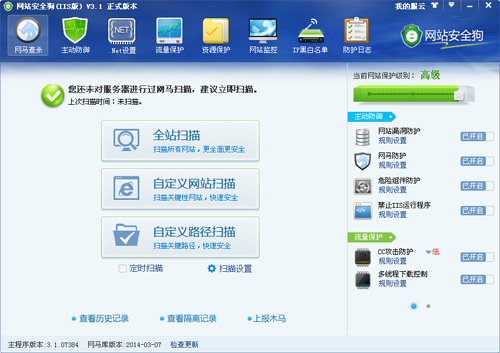 网站安全狗(IIS版) V3.1 正式版本
我的服云
网马查杀
主动防御
.NET
.Net设置
流量保护
资源保护
网站监控
IP黑白名单
防护日志
网站安全狗
您还未对服务器进行过网马扫描，建议立即扫描。
上次扫描时间：未扫描。
全站扫描
扫描所有网站，更全面更安全
自定义网站扫描
扫描关键性网站，快速安全
自定义路径扫描
扫描关键路径，快速安全
定时扫描
扫描设置
查看历史记录
查看隔离记录
上报木马
当前网站保护级别： 高级
主动防御
网站漏洞防护
规则设置
已开启
网马防护
规则设置
已开启
危险组件防护
规则设置
已开启
禁止IIS运行程序
规则设置
已开启
流量保护
CC攻击防护
低
规则设置
已开启
多线程下载控制
规则设置
已开启
主程序版本：3.1.07384 网马库版本:2014-03-07 检查更新